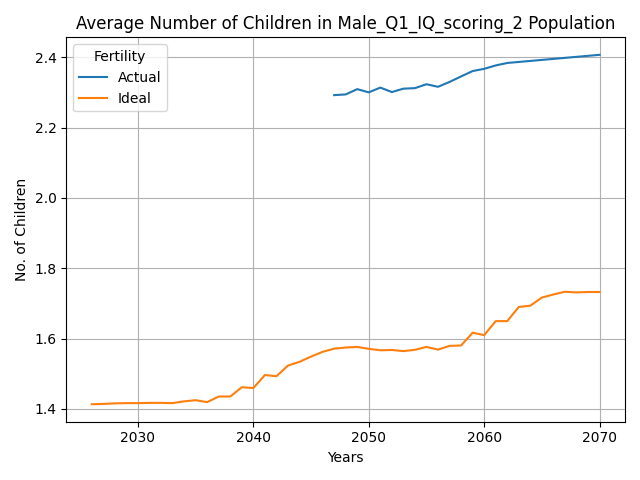 Average Number of Children in Male_Q1_IQ_scoring_2 Population
Fertility
Actual
Ideal
No. of Children
2.4
2.2
2.0
1.8
1.6
1.4
2030
2040
2050
2060
2070
Years